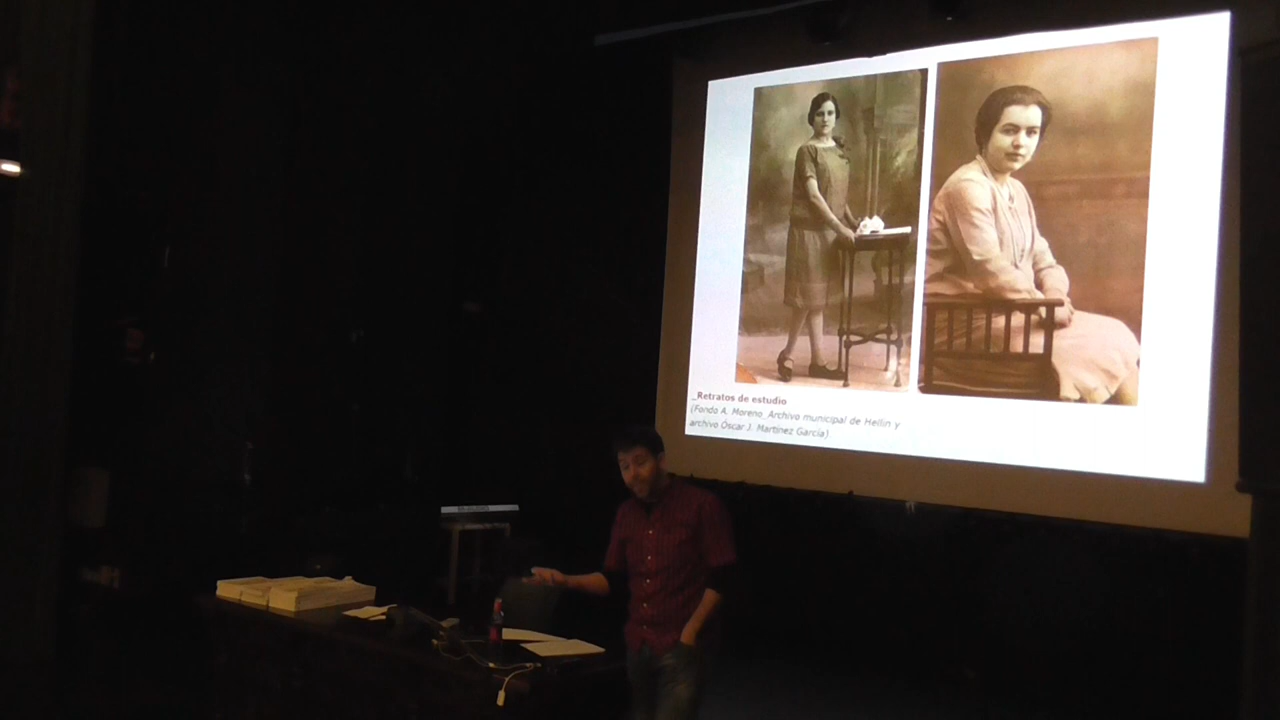 _Retratos de estudio
(Fondo A. Moreno_Archivo municipal de Hellín y
archivo Óscar J. Martínez García).